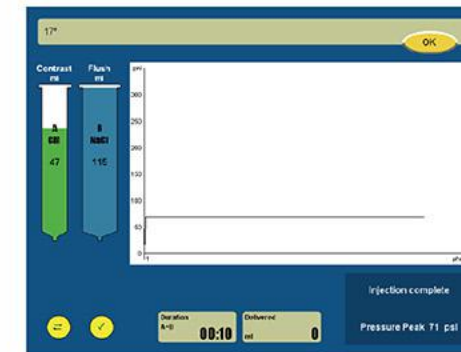 17*
OK
Contrast
ml
Flush
ml
psi
300
250
200
150
100
50
0
A
CM
47
B
NaCl
115
Duration
A+B
00:10
Delivered
ml
0
Injection complete
Pressure Peak 71 psi